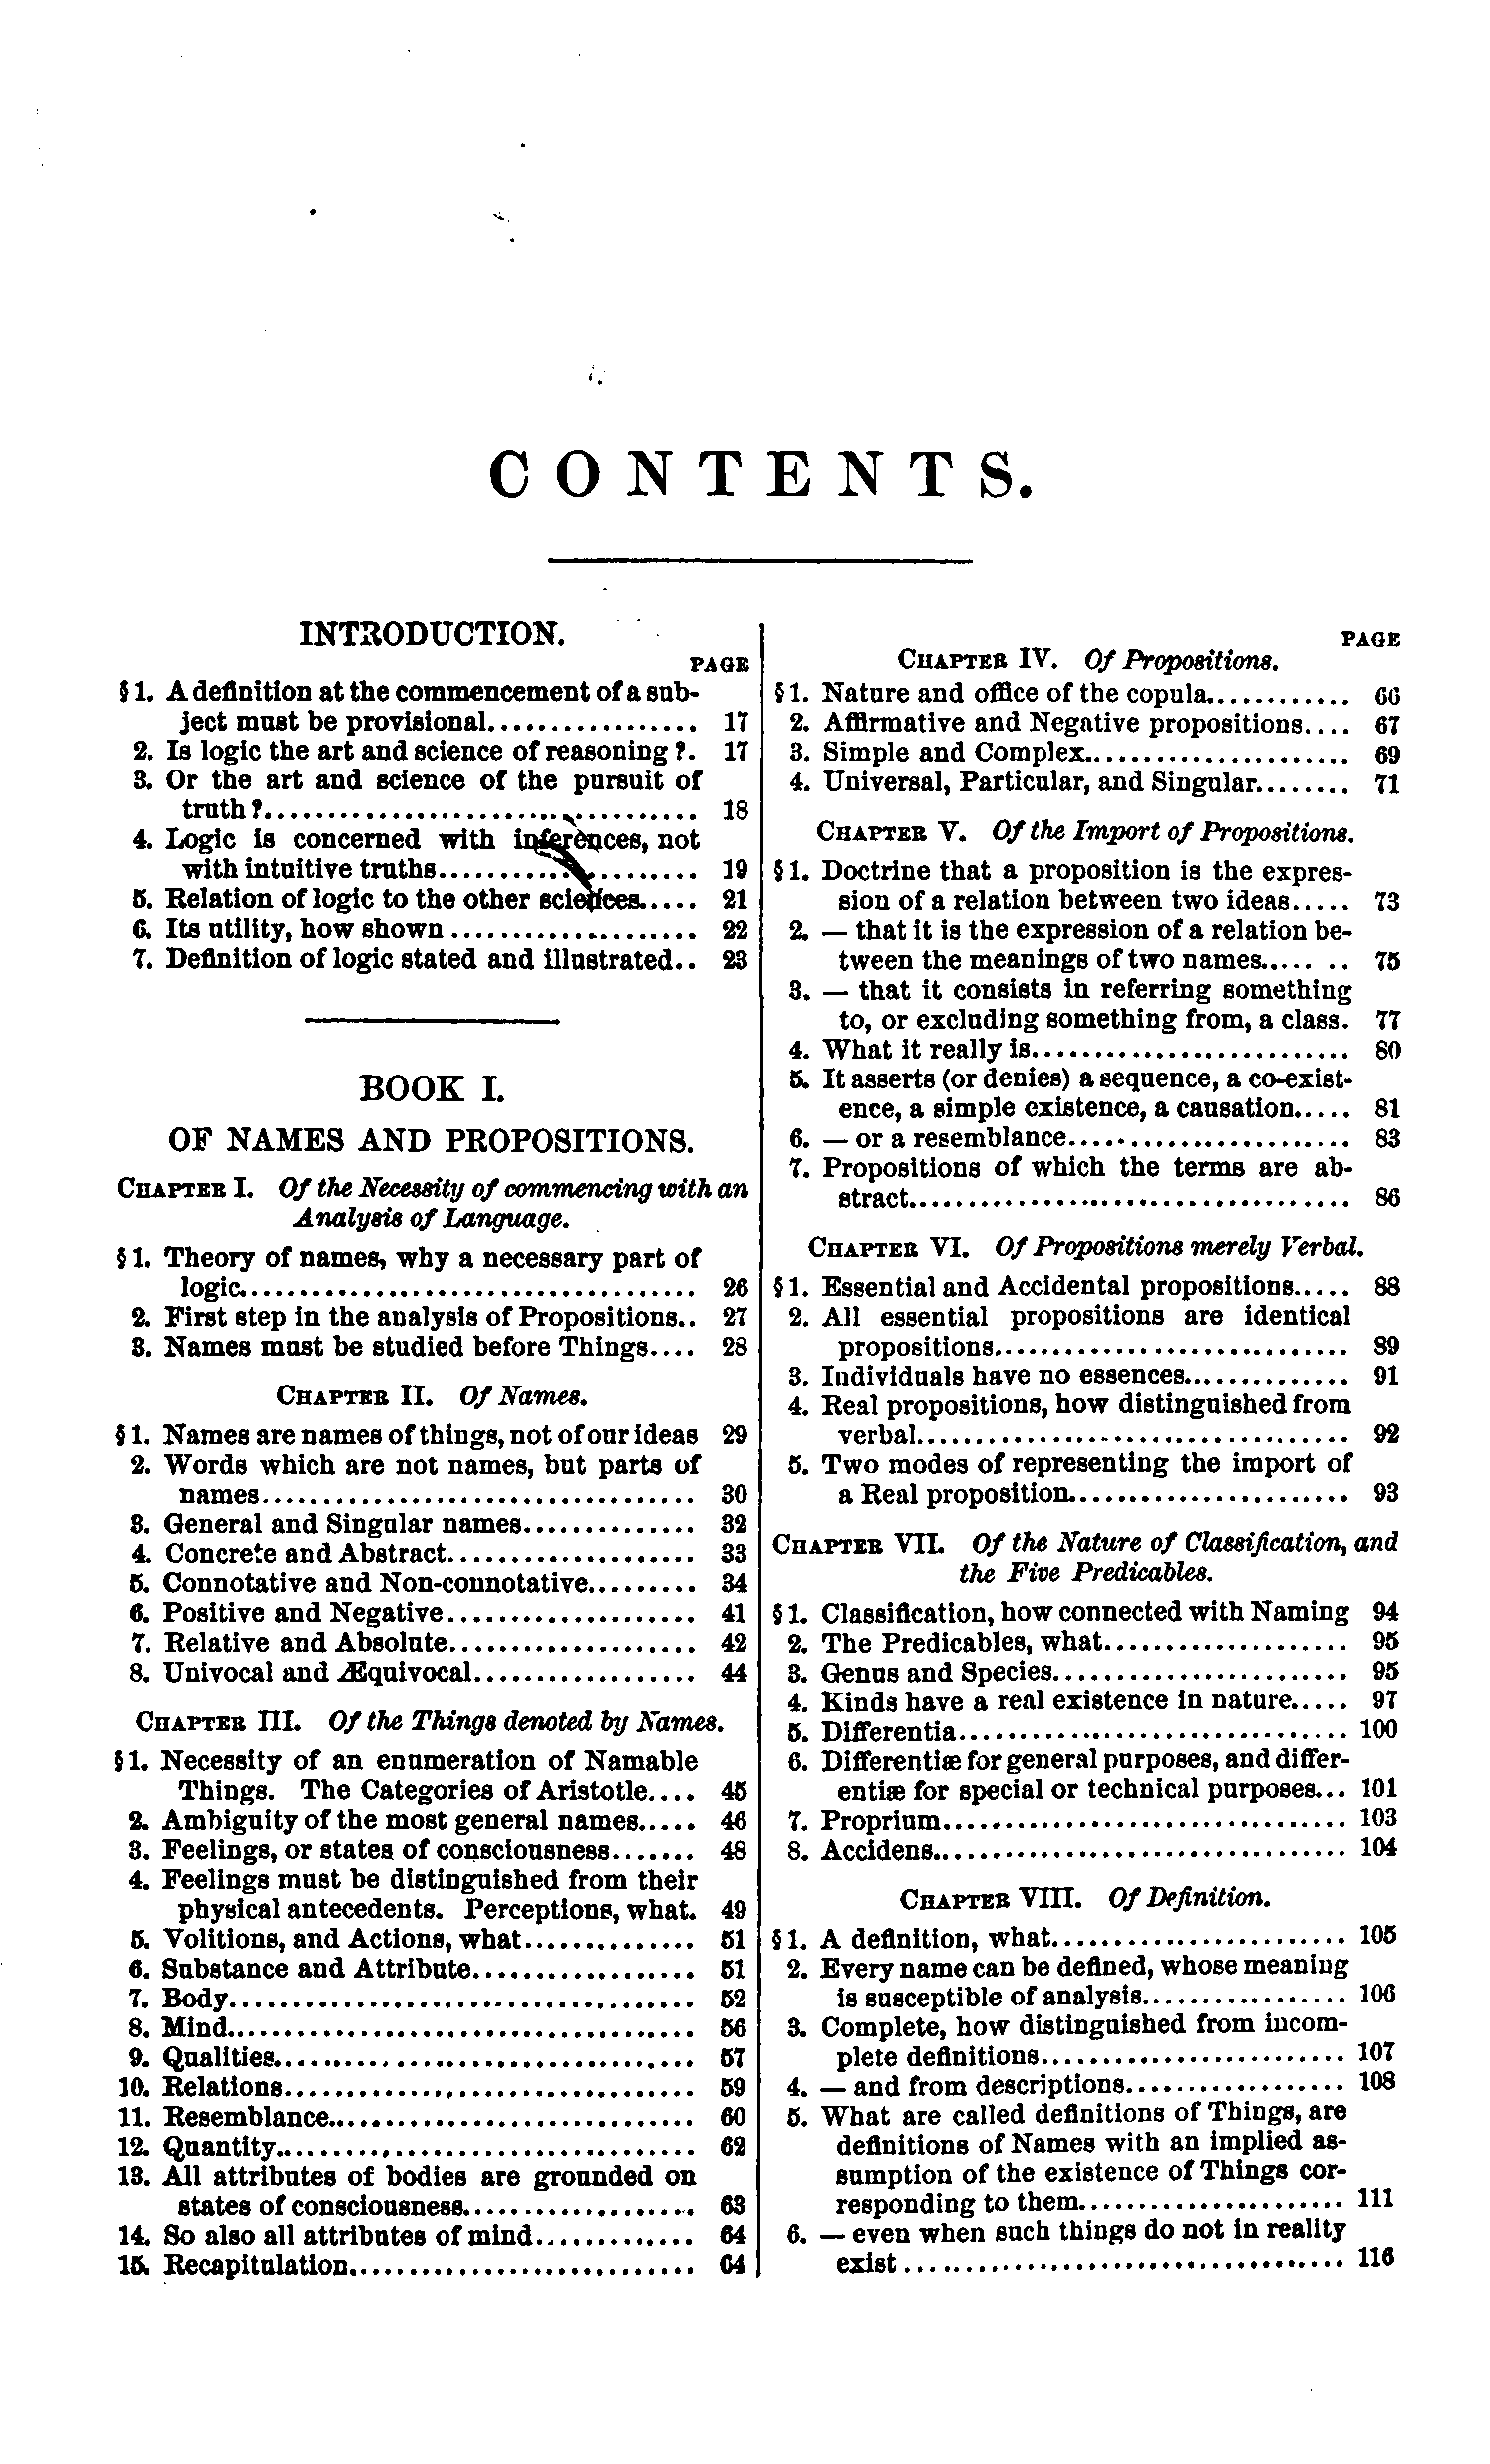 CONTENTS.
INTRODUCTION.
PAGE
§ 1. A definition at the commencement of a sub-
ject must be provisional................. 17
2. Is logic the art and science of reasoning?. 17
3. Or the art and science of the pursuit of
truth?................................... 18
4. Logic is concerned with inferences, not
with intuitive truths..................... 19
5. Relation of logic to the other sciences..... 21
6. Its utility, how shown .................... 22
7. Definition of logic stated and illustrated.. 23
BOOK I.
OF NAMES AND PROPOSITIONS.
CHAPTER I. Of the Necessity of commencing with an
Analysis of Language.
§ 1. Theory of names, why a necessary part of
logic.................................... 26
2. First step in the analysis of Propositions.. 27
3. Names must be studied before Things.... 28
CHAPTER II. Of Names.
§ 1. Names are names of things, not of our ideas 29
2. Words which are not names, but parts of
names................................... 30
3. General and Singular names.............. 32
4. Concrete and Abstract.................... 33
5. Connotative and Non-connotative......... 34
6. Positive and Negative.................... 41
7. Relative and Absolute.................... 42
8. Univocal and Æquivocal.................. 44
CHAPTER III. Of the Things denoted by Names.
§ 1. Necessity of an enumeration of Namable
Things. The Categories of Aristotle.... 45
2. Ambiguity of the most general names..... 46
3. Feelings, or states of consciousness....... 48
4. Feelings must be distinguished from their
physical antecedents. Perceptions, what. 49
5. Volitions, and Actions, what.............. 51
6. Substance and Attribute.................. 51
7. Body..................................... 52
8. Mind..................................... 56
9. Qualities................................. 57
10. Relations................................. 59
11. Resemblance............................. 60
12. Quantity................................. 62
13. All attributes of bodies are grounded on
states of consciousness................... 63
14. So also all attributes of mind............. 64
15. Recapitulation............................ 64
PAGE
CHAPTER IV. Of Propositions.
§ 1. Nature and office of the copula............ 66
2. Affirmative and Negative propositions.... 67
3. Simple and Complex...................... 69
4. Universal, Particular, and Singular........ 71
CHAPTER V. Of the Import of Propositions.
§ 1. Doctrine that a proposition is the expres-
sion of a relation between two ideas..... 73
2. — that it is the expression of a relation be-
tween the meanings of two names...... .. 75
3. — that it consists in referring something
to, or excluding something from, a class. 77
4. What it really is.......................... 80
5. It asserts (or denies) a sequence, a co-exist-
ence, a simple existence, a causation..... 81
6. — or a resemblance....................... 83
7. Propositions of which the terms are ab-
stract.................................... 86
CHAPTER VI. Of Propositions merely Verbal.
§ 1. Essential and Accidental propositions..... 88
2. All essential propositions are identical
propositions............................. 89
3. Individuals have no essences.............. 91
4. Real propositions, how distinguished from
verbal................................... 92
5. Two modes of representing the import of
a Real proposition....................... 93
CHAPTER VII. Of the Nature of Classification, and
the Five Predicables.
§ 1. Classification, how connected with Naming 94
2. The Predicables, what.................... 95
3. Genus and Species........................ 95
4. Kinds have a real existence in nature..... 97
5. Differentia................................ 100
6. Differentiæ for general purposes, and differ-
entiæ for special or technical purposes... 101
7. Proprium................................. 103
8. Accidens.................................. 104
CHAPTER VIII. Of Definition.
§ 1. A definition, what........................ 105
2. Every name can be defined, whose meaning
is susceptible of analysis................. 106
3. Complete, how distinguished from incom-
plete definitions......................... 107
4. — and from descriptions.................. 108
5. What are called definitions of Things, are
definitions of Names with an implied as-
sumption of the existence of Things cor-
responding to them...................... 111
6. — even when such things do not in reality
exist .................................... 116